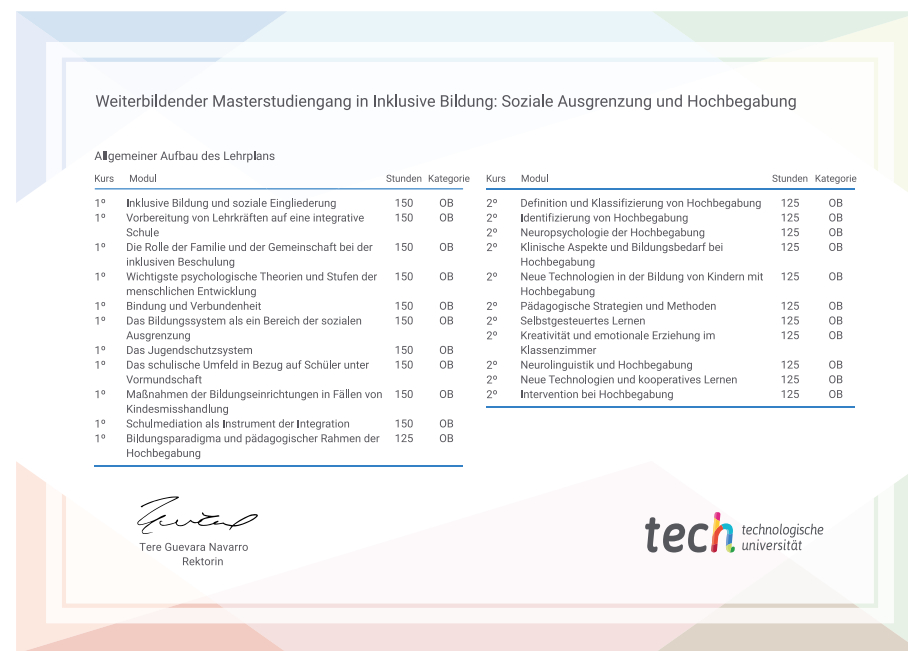 Weiterbildender Masterstudiengang in Inklusive Bildung: Soziale Ausgrenzung und Hochbegabung
Allgemeiner Aufbau des Lehrplans
Kurs Modul Stunden Kategorie
1º Inklusive Bildung und soziale Eingliederung 150 OB
1º Vorbereitung von Lehrkräften auf eine integrative 150 OB
Schule
1º Die Rolle der Familie und der Gemeinschaft bei der 150 OB
inklusiven Beschulung
1º Wichtigste psychologische Theorien und Stufen der 150 OB
menschlichen Entwicklung
1º Bindung und Verbundenheit 150 OB
1º Das Bildungssystem als ein Bereich der sozialen 150 OB
Ausgrenzung
1º Das Jugendschutzsystem 150 OB
1º Das schulische Umfeld in Bezug auf Schüler unter 150 OB
Vormundschaft
1º Maßnahmen der Bildungseinrichtungen in Fällen von 150 OB
Kindesmisshandlung
1º Schulmediation als Instrument der Integration 150 OB
1º Bildungsparadigma und pädagogischer Rahmen der 125 OB
Hochbegabung
Kurs Modul Stunden Kategorie
2º Definition und Klassifizierung von Hochbegabung 125 OB
2º Identifizierung von Hochbegabung 125 OB
2º Neuropsychologie der Hochbegabung 125 OB
2º Klinische Aspekte und Bildungsbedarf bei 125 OB
Hochbegabung
2º Neue Technologien in der Bildung von Kindern mit 125 OB
Hochbegabung
2º Pädagogische Strategien und Methoden 125 OB
2º Selbstgesteuertes Lernen 125 OB
2º Kreativität und emotionale Erziehung im 125 OB
Klassenzimmer
2º Neurolinguistik und Hochbegabung 125 OB
2º Neue Technologien und kooperatives Lernen 125 OB
2º Intervention bei Hochbegabung 125 OB
Tere Guevara Navarro
Rektorin
tech technologische
universität